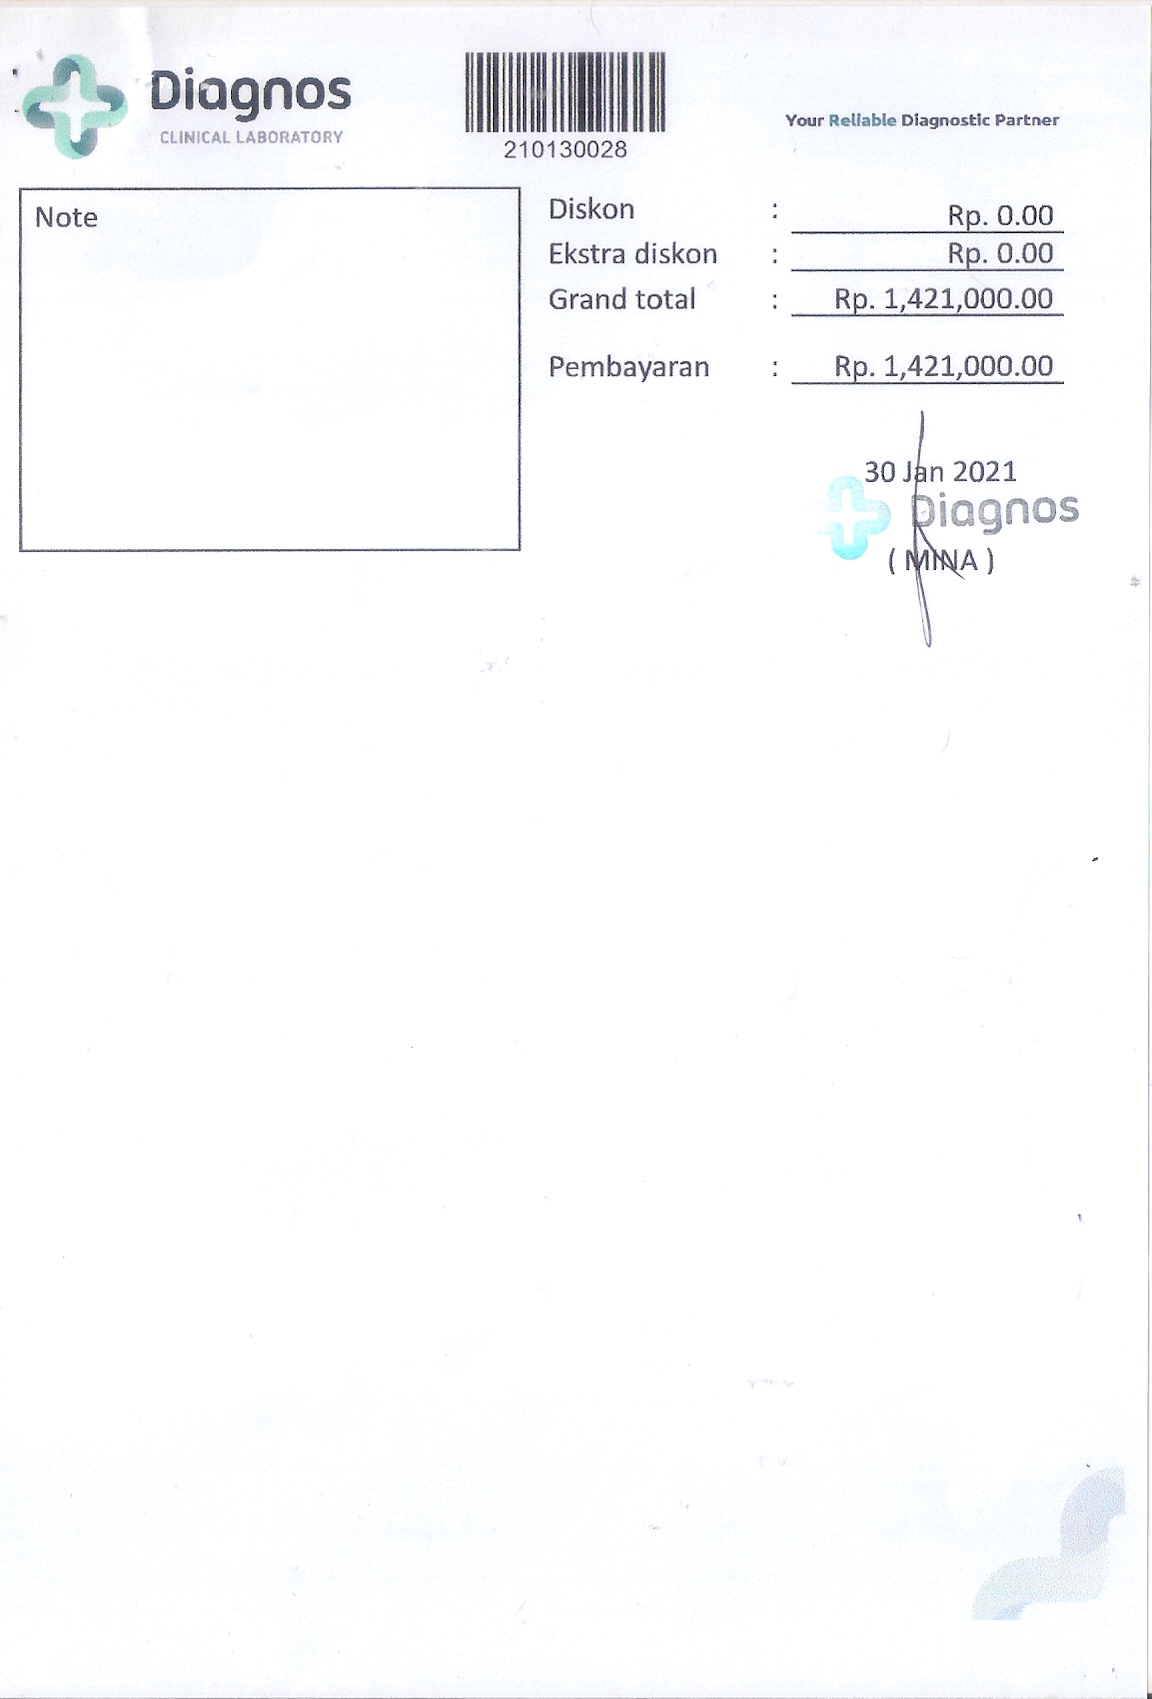 Diagnos
CLINICAL LABORATORY
210130028
Your Reliable Diagnostic Partner
Note
Diskon : Rp. 0.00
Ekstra diskon : Rp. 0.00
Grand total : Rp. 1,421,000.00
Pembayaran : Rp. 1,421,000.00
30 Jan 2021
Diagnos
( MINA )